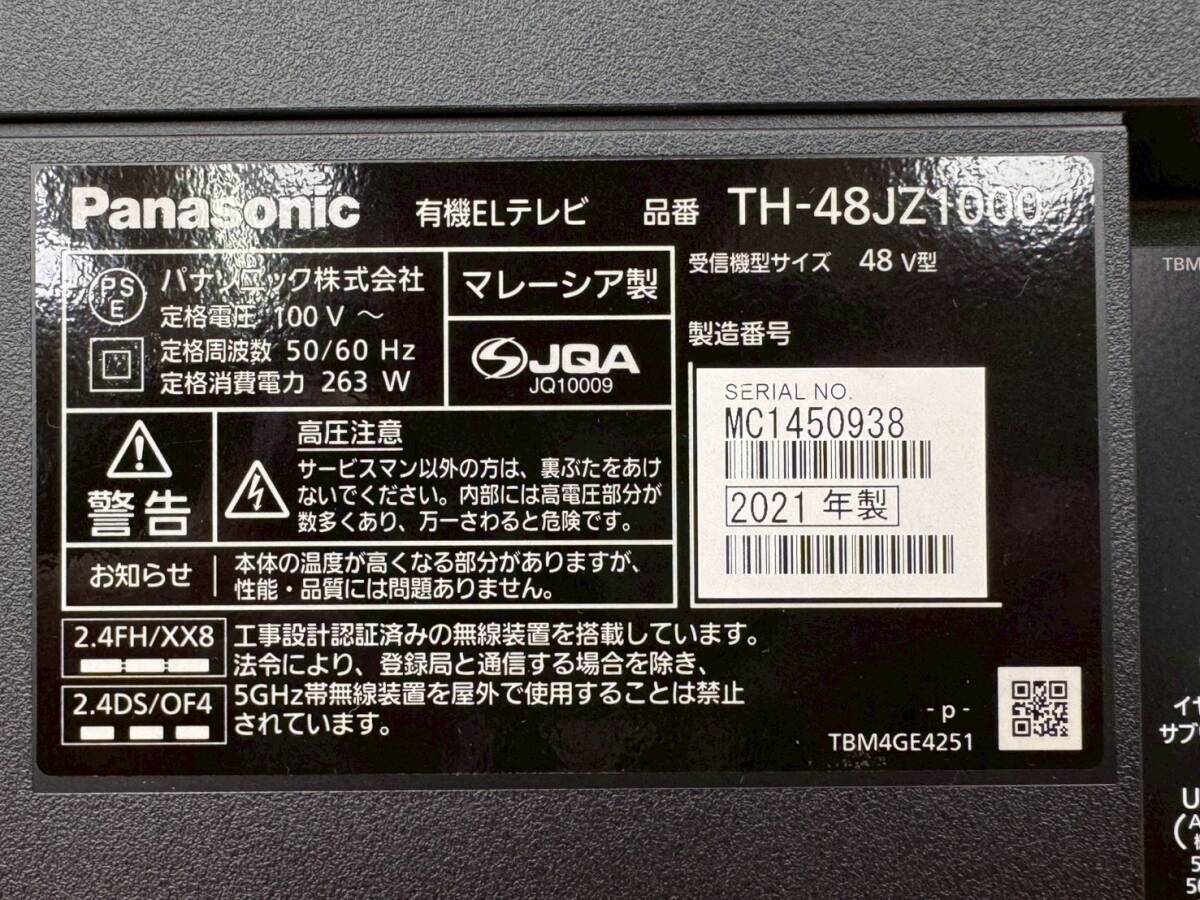 Panasonic 有機ELテレビ 品番 TH-48JZ1000
PS
E
パナソニック株式会社
定格電圧 100 V ～
定格周波数 50/60 Hz
定格消費電力 263 W
マレーシア製
JQA
JQ10009
受信機型サイズ 48 V型
製造番号
SERIAL NO.
MC1450938
2021 年製
警告
高圧注意
サービスマン以外の方は、裏ぶたをあけ
ないでください。内部には高電圧部分が
数多くあり、万一さわると危険です。
お知らせ
本体の温度が高くなる部分がありますが、
性能・品質には問題ありません。
2.4FH/XX8
2.4DS/OF4
工事設計認証済みの無線装置を搭載しています。
法令により、登録局と通信する場合を除き、
5GHz帯無線装置を屋外で使用することは禁止
されています。
- p -
TBM4GE4251
TBM
イヤ
サブ
U
(A
5
50